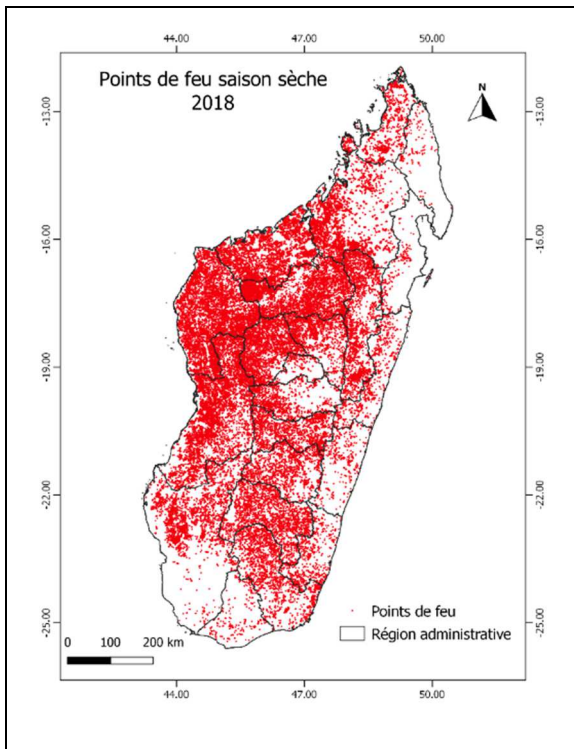 44.00 47.00 50.00
Points de feu saison sèche
2018
N
-13.00 -13.00
-16.00 -16.00
-19.00 -19.00
-22.00 -22.00
-25.00 -25.00
Points de feu
Région administrative
0 100 200 km
44.00 47.00 50.00